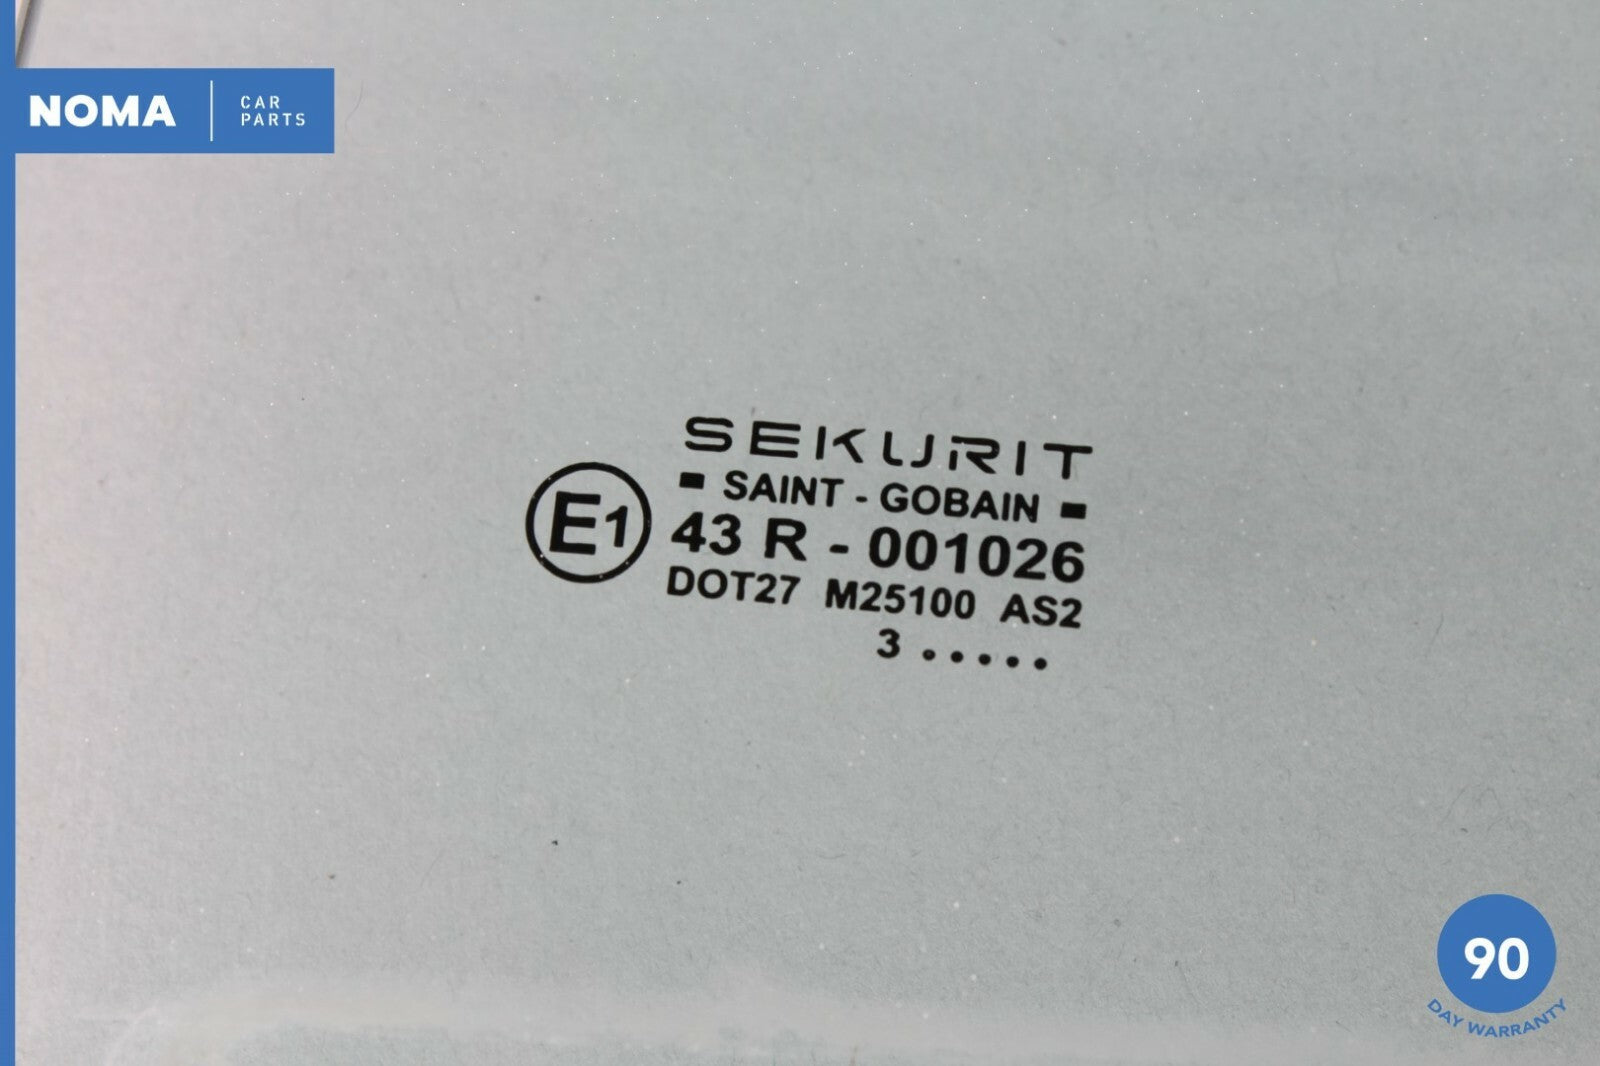 NOMA
CAR
PARTS
SEKURIT
SAINT - GOBAIN
E1
43 R - 001026
DOT27 M25100 AS2
3 .....
90
DAY WARRANTY